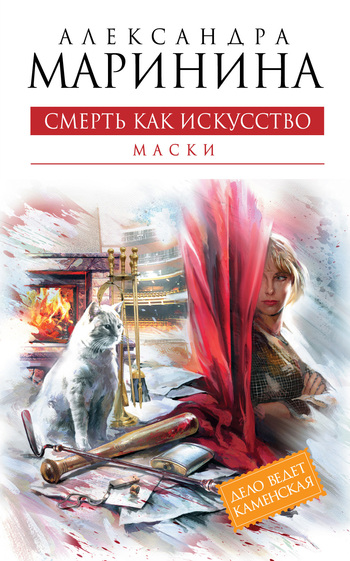 АЛЕКСАНДРА
МАРИНИНА
СМЕРТЬ КАК ИСКУССТВО
МАСКИ
ДЕЛО ВЕДЕТ
КАМЕНСКАЯ